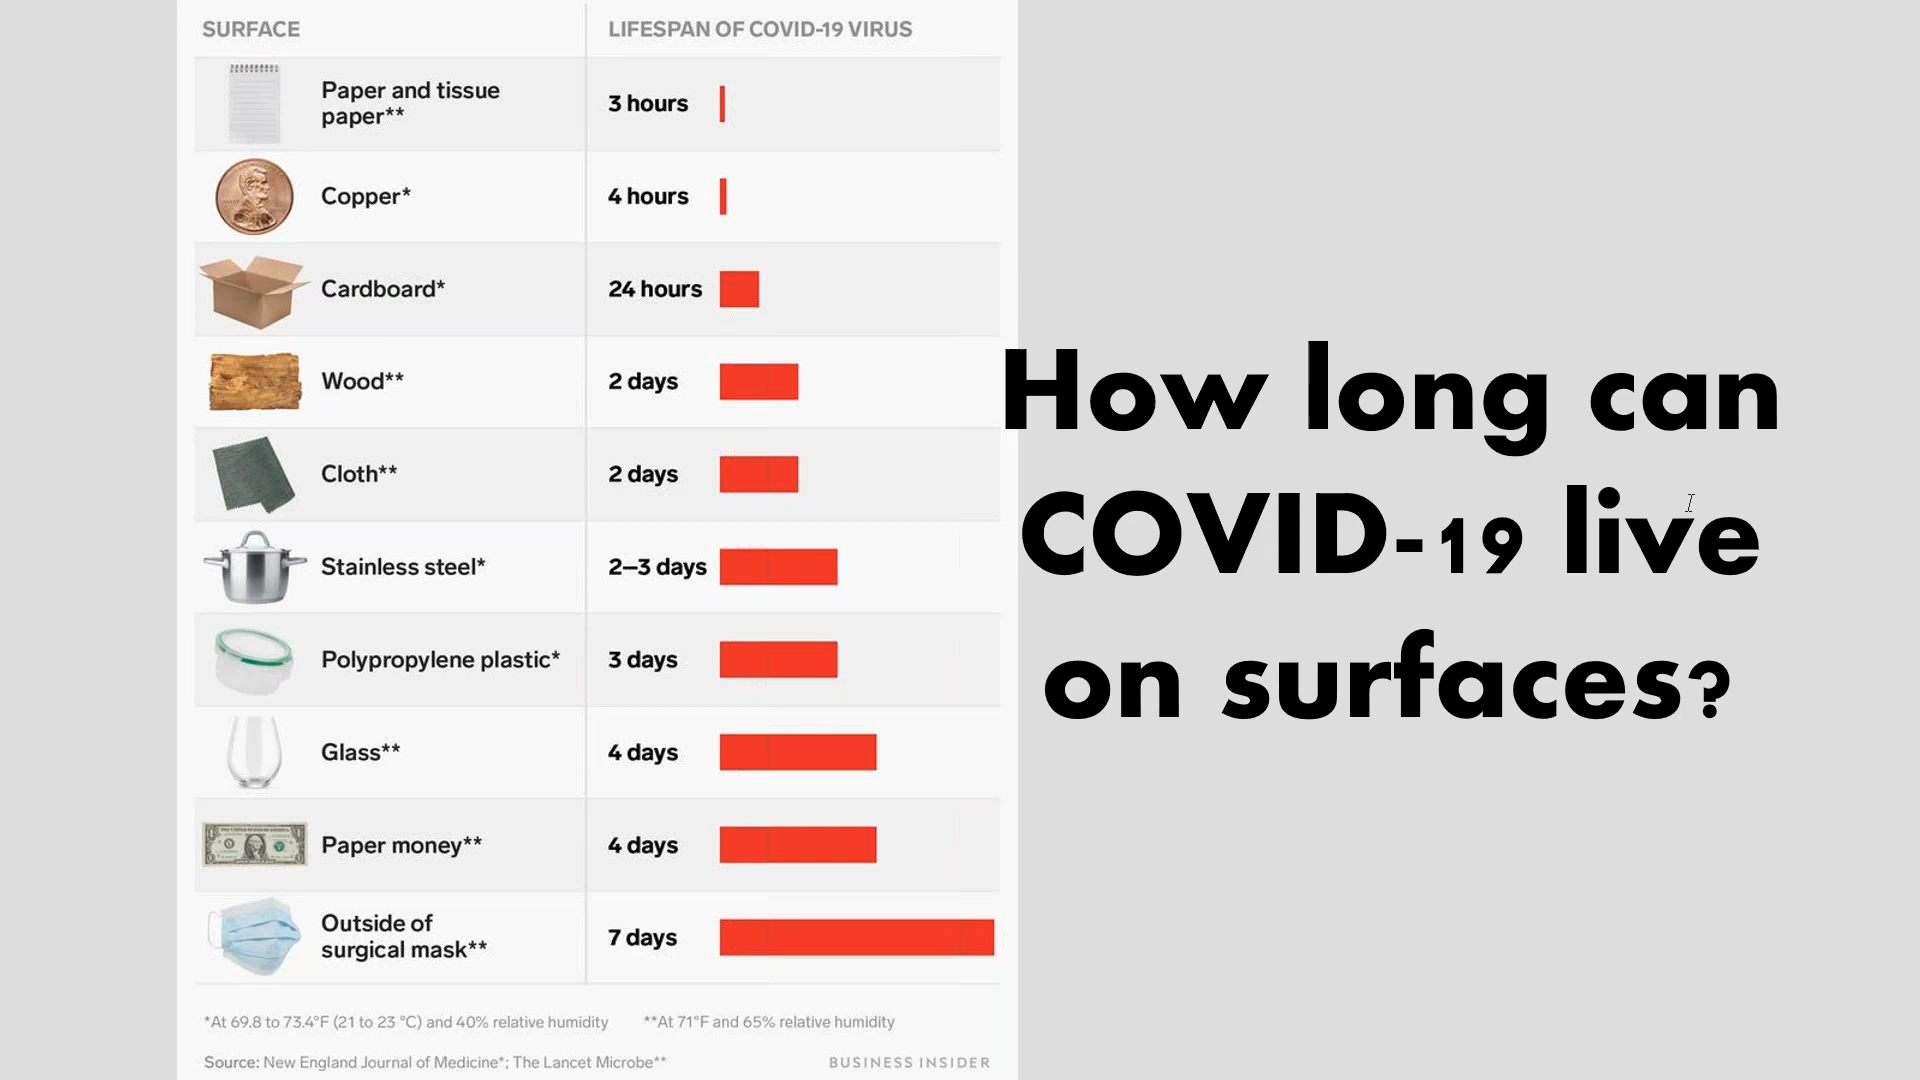 SURFACE
LIFESPAN OF COVID-19 VIRUS
Paper and tissue
paper**
3 hours
Copper*
4 hours
Cardboard*
24 hours
Wood**
2 days
Cloth**
2 days
Stainless steel*
2–3 days
Polypropylene plastic*
3 days
Glass**
4 days
Paper money**
4 days
Outside of
surgical mask**
7 days
*At 69.8 to 73.4°F (21 to 23 °C) and 40% relative humidity
**At 71°F and 65% relative humidity
Source: New England Journal of Medicine*; The Lancet Microbe**
BUSINESS INSIDER
How long can
COVID-19 live
on surfaces?